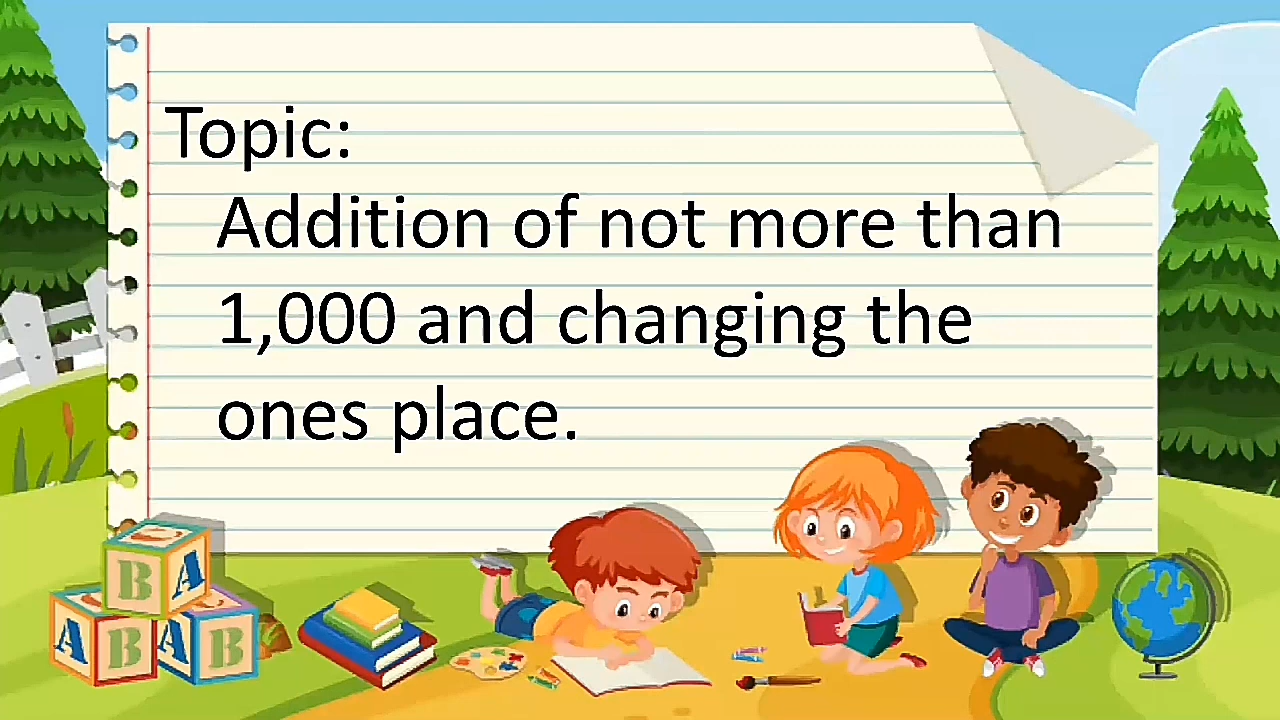 Topic:
Addition of not more than
1,000 and changing the
ones place.
B A
A B A B